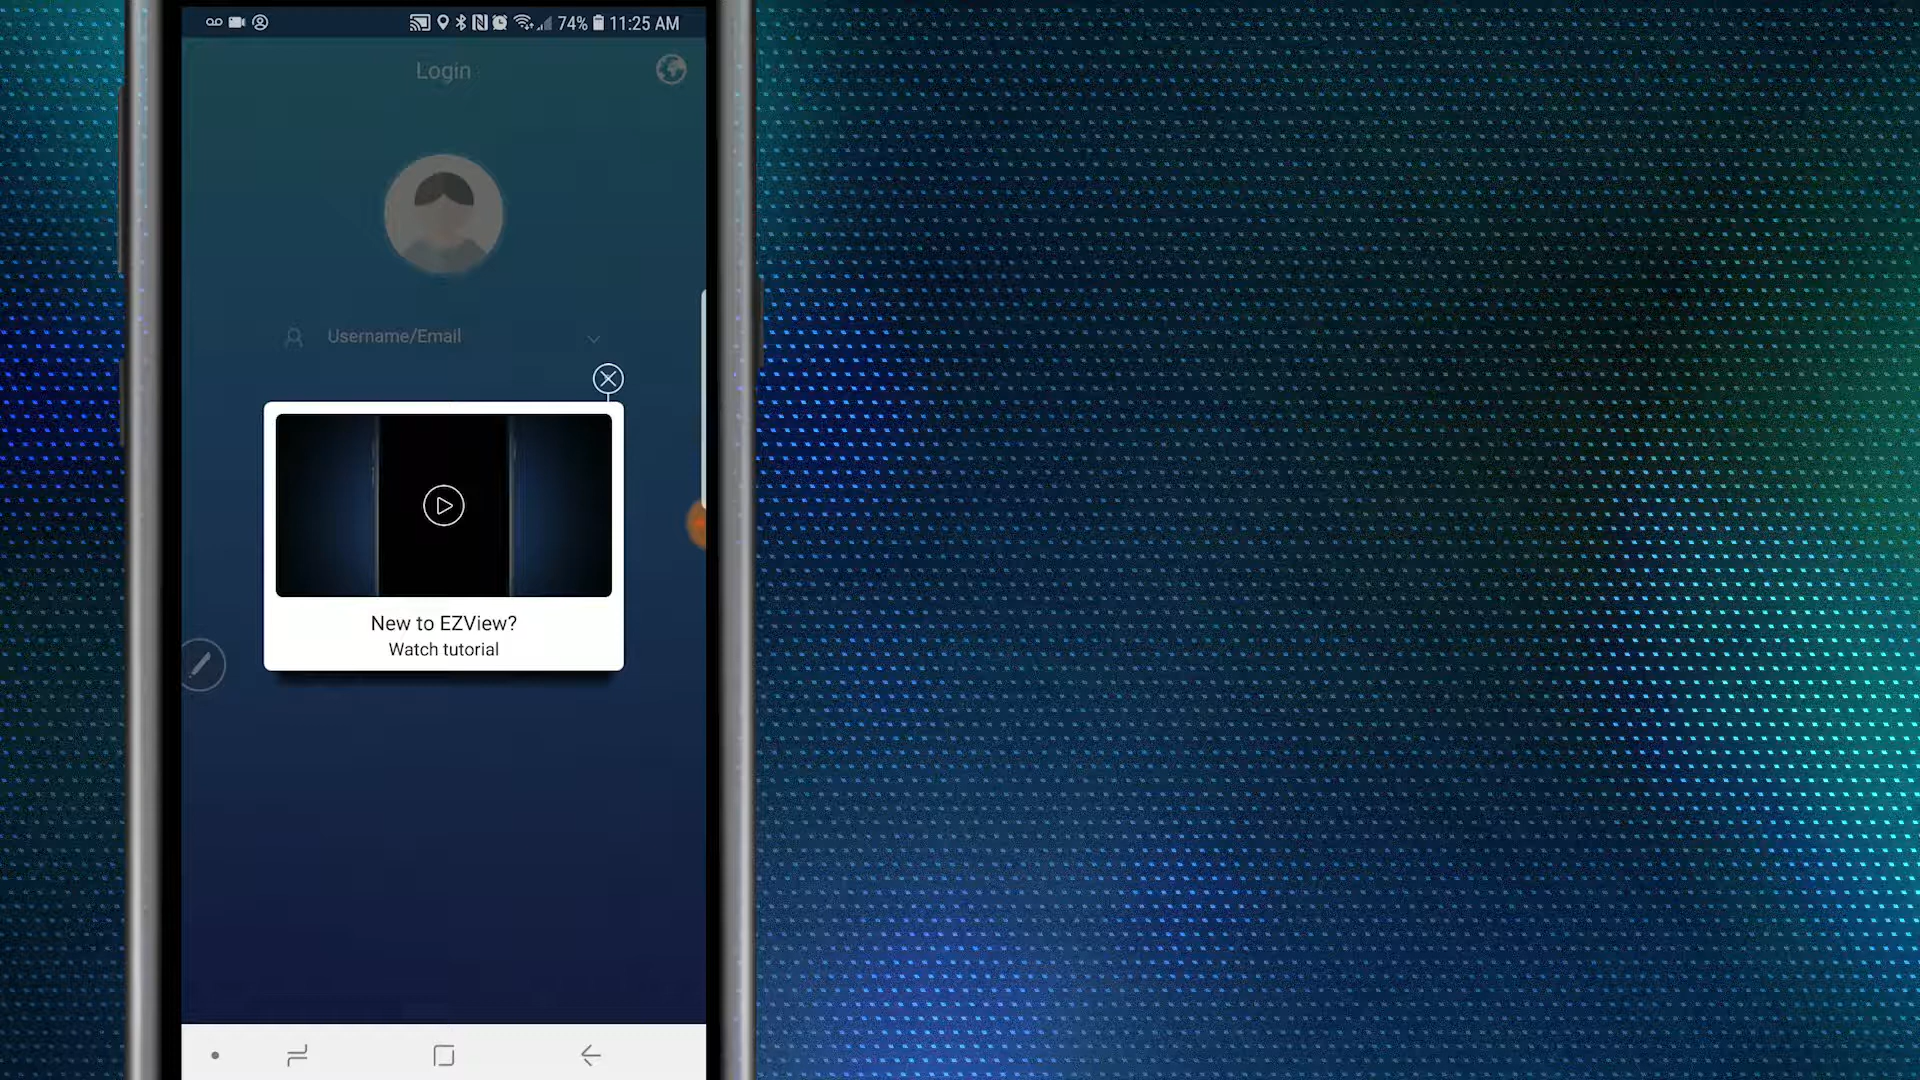 74% 11:25 AM
Login
Username/Email
New to EZView?
Watch tutorial